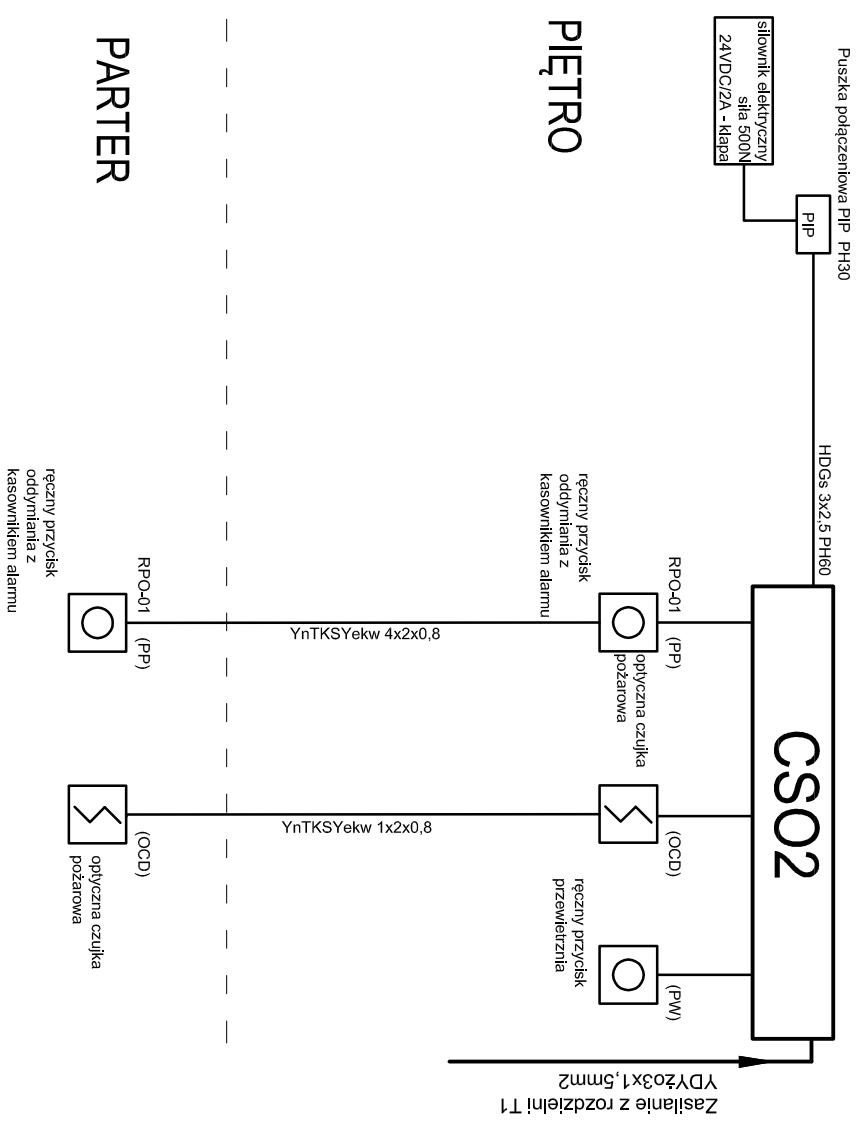 Puszka połączeniowa PIP PH30
siłownik elektryczny
siła 500N
24VDC/2A - klapa
PIP
HDGs 3x2,5 PH60
CSO2
Zasilanie z rozdzielni T1
YDYżo3x1,5mm2
PIĘTRO
RPO-01 (PP)
ręczny przycisk
oddymiania z
kasownikiem alarmu
optyczna czujka
pożarowa
(OCD)
ręczny przycisk
przewietrznia
(PW)
YnTKSYekw 4x2x0,8
YnTKSYekw 1x2x0,8
PARTER
RPO-01 (PP)
ręczny przycisk
oddymiania z
kasownikiem alarmu
(OCD)
optyczna czujka
pożarowa